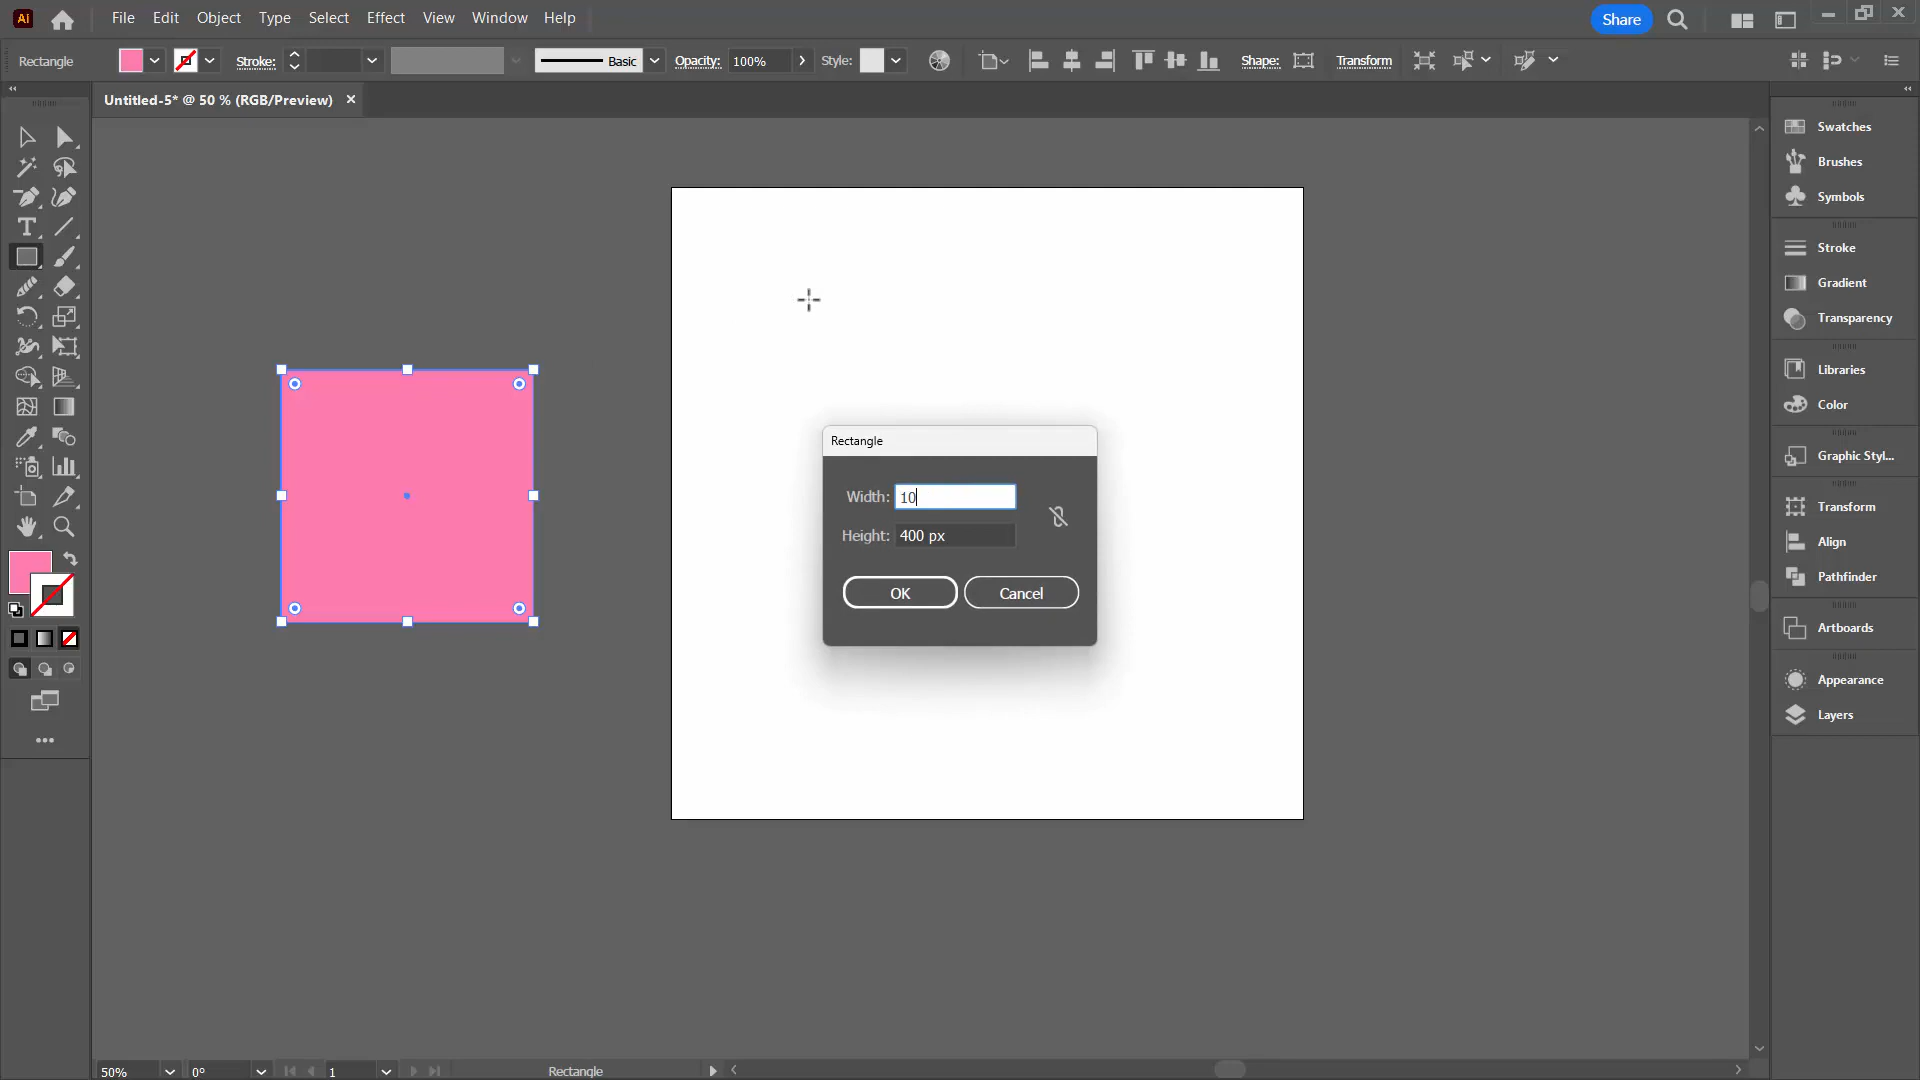 Ai File Edit Object Type Select Effect View Window Help Share
Rectangle Stroke: Basic Opacity: 100% Style: Shape: Transform
Untitled-5* @ 50 % (RGB/Preview)
Swatches
Brushes
Symbols
Stroke
Gradient
Transparency
Libraries
Color
Graphic Styl...
Transform
Align
Pathfinder
Artboards
Appearance
Layers
Rectangle
Width: 10
Height: 400 px
OK Cancel
50% 0° 1 Rectangle